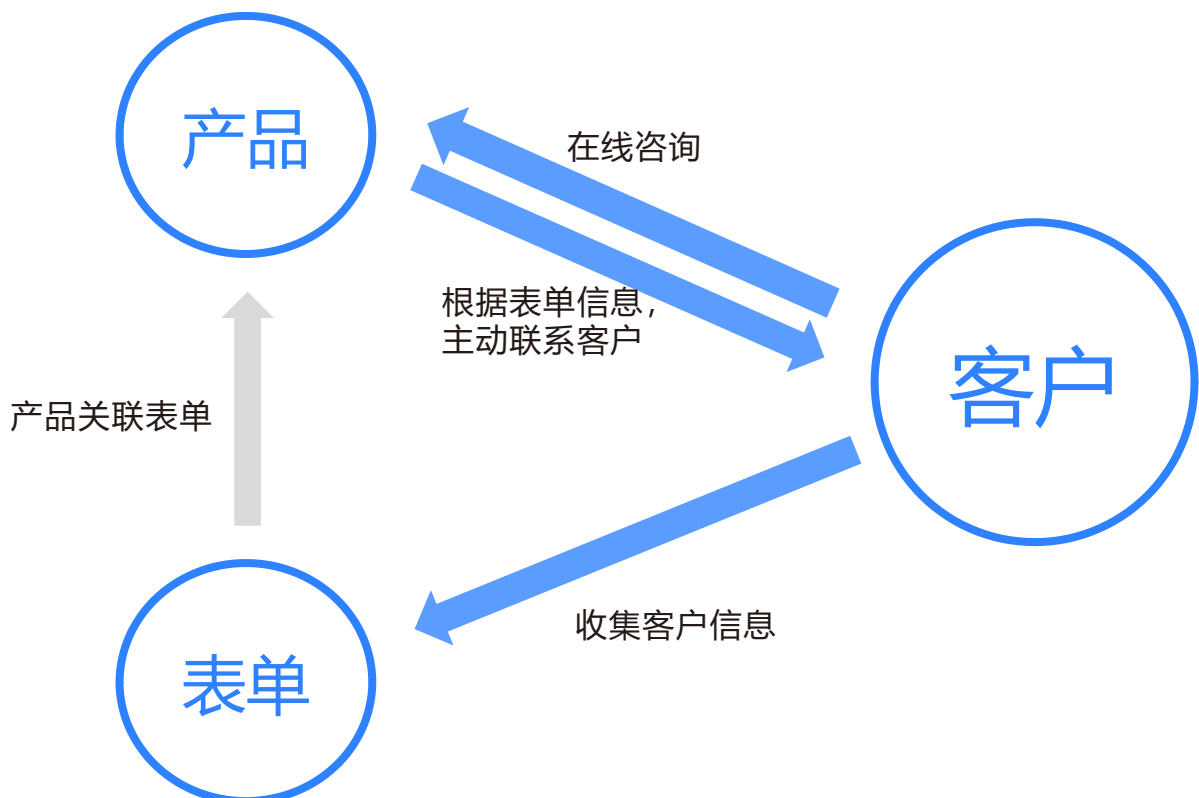 产品
在线咨询
根据表单信息，
主动联系客户
客户
产品关联表单
收集客户信息
表单